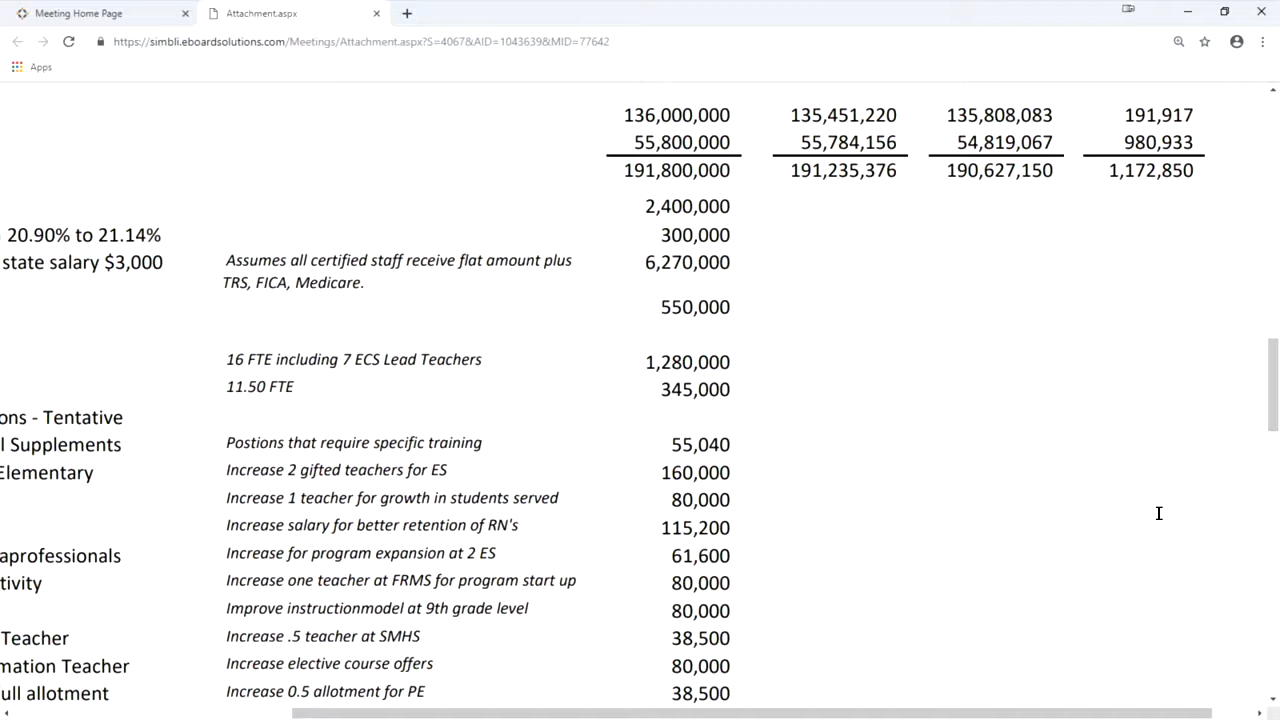 Meeting Home Page
Attachment.aspx
https://simbli.eboardsolutions.com/Meetings/Attachment.aspx?S=4067&AID=1043639&MID=77642
Apps
136,000,000 135,451,220 135,808,083 191,917
55,800,000 55,784,156 54,819,067 980,933
191,800,000 191,235,376 190,627,150 1,172,850
2,400,000
20.90% to 21.14% 300,000
state salary $3,000 Assumes all certified staff receive flat amount plus 6,270,000
TRS, FICA, Medicare.
550,000
16 FTE including 7 ECS Lead Teachers 1,280,000
11.50 FTE 345,000
ons - Tentative
l Supplements Postions that require specific training 55,040
Elementary Increase 2 gifted teachers for ES 160,000
Increase 1 teacher for growth in students served 80,000
Increase salary for better retention of RN's 115,200
aprofessionals Increase for program expansion at 2 ES 61,600
tivity Increase one teacher at FRMS for program start up 80,000
Improve instructionmodel at 9th grade level 80,000
Teacher Increase .5 teacher at SMHS 38,500
mation Teacher Increase elective course offers 80,000
ull allotment Increase 0.5 allotment for PE 38,500